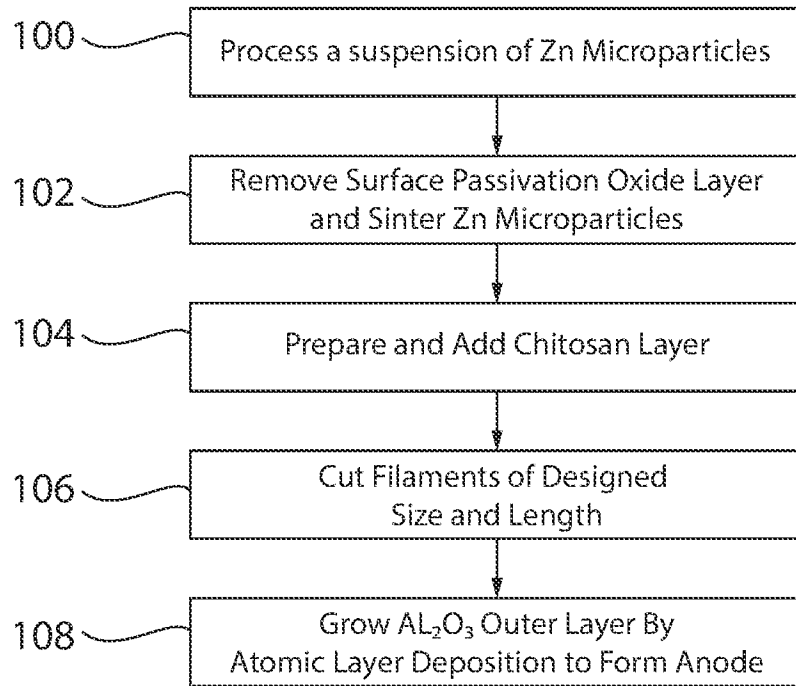 100
Process a suspension of Zn Microparticles
102
Remove Surface Passivation Oxide Layer
and Sinter Zn Microparticles
104
Prepare and Add Chitosan Layer
106
Cut Filaments of Designed
Size and Length
108
Grow AL₂O₃ Outer Layer By
Atomic Layer Deposition to Form Anode